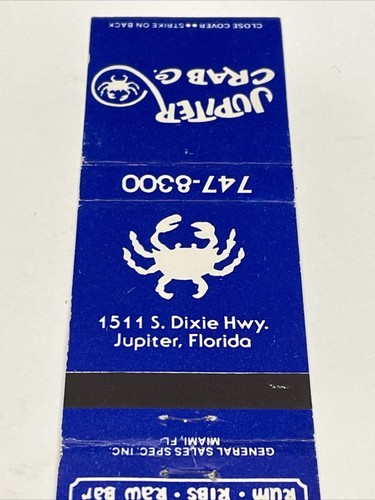 CLOSE COVER ●● STRIKE ON BACK
JUPITER
CRAB Co.
747-8300
1511 S. Dixie Hwy.
Jupiter, Florida
GENERAL SALES SPEC. INC.
MIAMI, FL
Rum • Ribs • Raw Bar